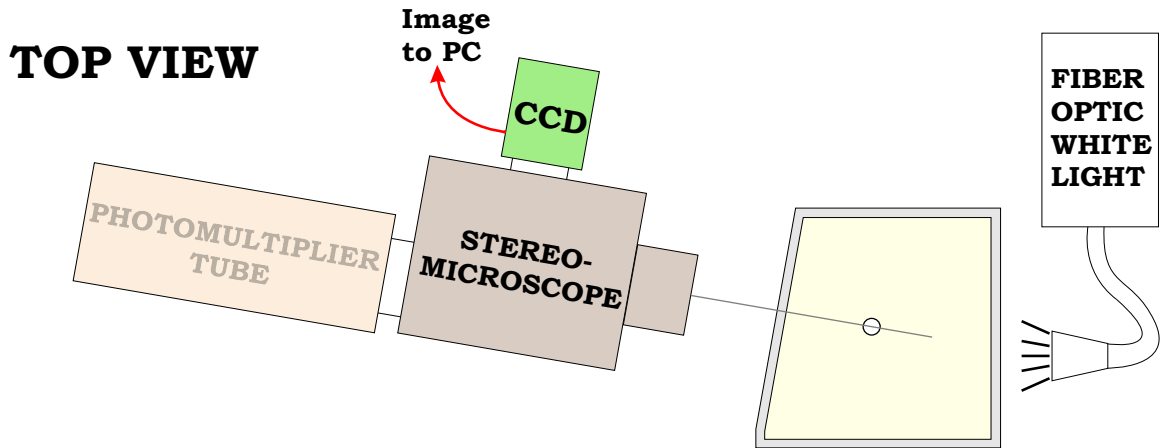 TOP VIEW
Image
to PC
CCD
PHOTOMULTIPLIER
TUBE
STEREO-
MICROSCOPE
FIBER
OPTIC
WHITE
LIGHT